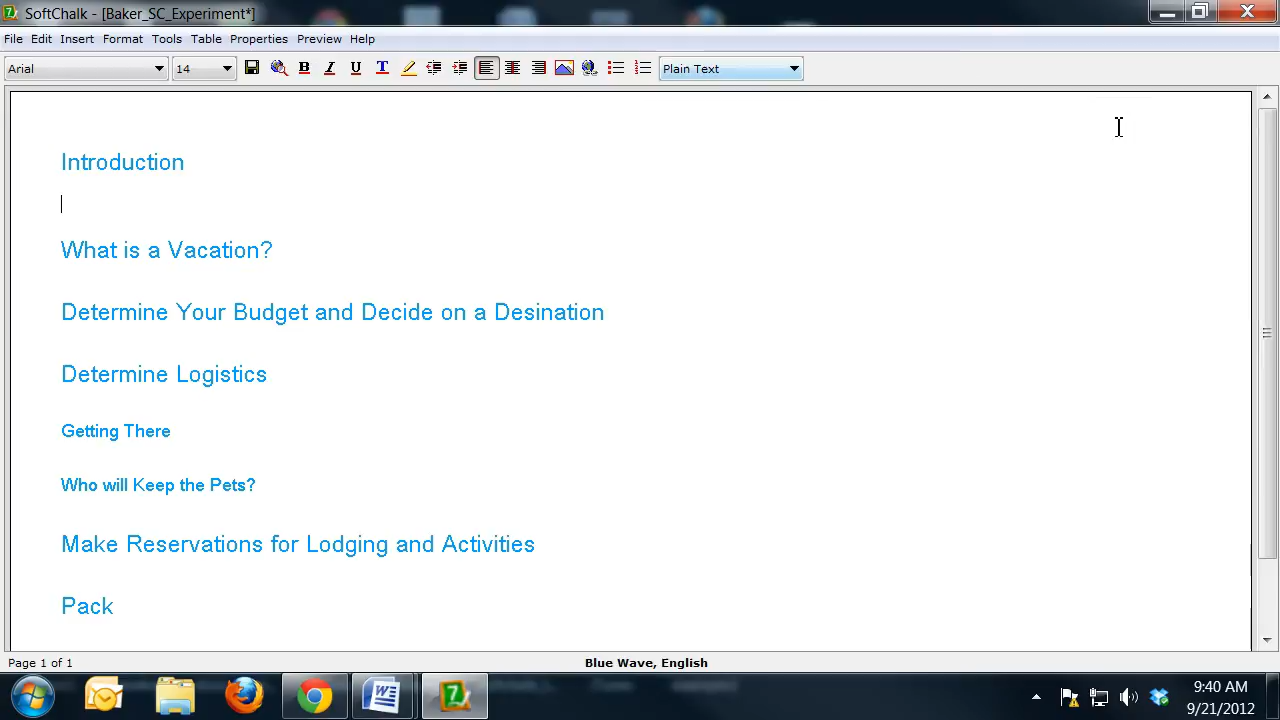 SoftChalk - [Baker_SC_Experiment*]
File Edit Insert Format Tools Table Properties Preview Help
Arial 14 B I U T Plain Text
Introduction
What is a Vacation?
Determine Your Budget and Decide on a Desination
Determine Logistics
Getting There
Who will Keep the Pets?
Make Reservations for Lodging and Activities
Pack
Page 1 of 1 Blue Wave, English
9:40 AM
9/21/2012